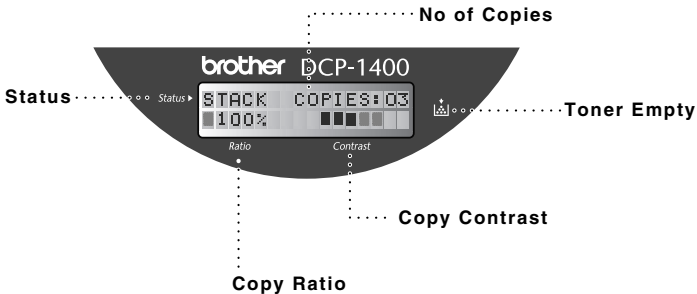 No of Copies
brother DCP-1400
Status Status STACK COPIES:03
100%
Toner Empty
Ratio Contrast
Copy Contrast
Copy Ratio